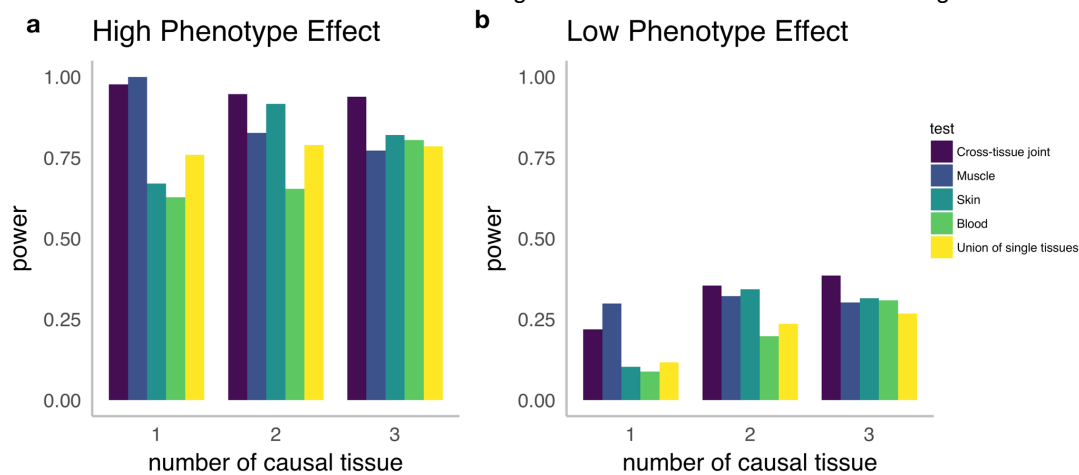 a
High Phenotype Effect
1.00
0.75
0.50
0.25
0.00
power
1 2 3
number of causal tissue
b
Low Phenotype Effect
1.00
0.75
0.50
0.25
0.00
power
1 2 3
number of causal tissue
test
Cross-tissue joint
Muscle
Skin
Blood
Union of single tissues